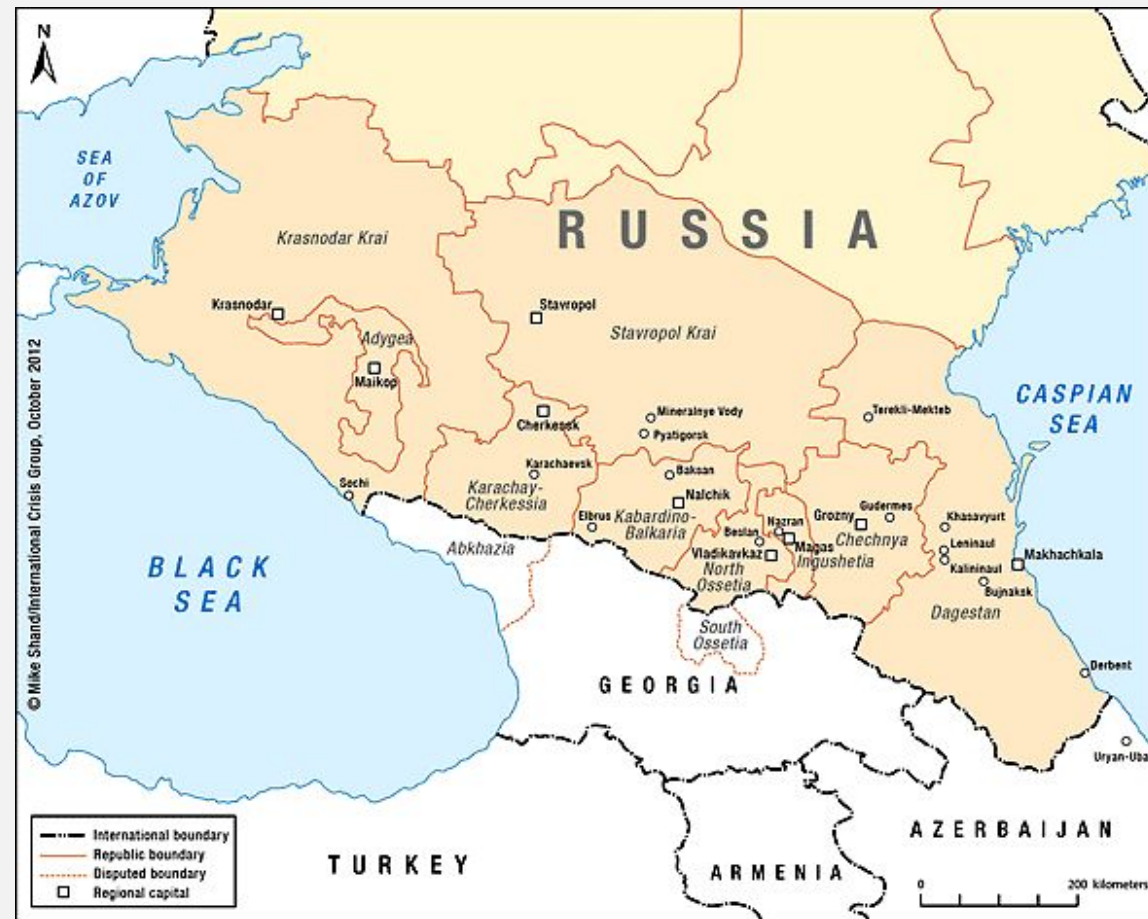 N
SEA
OF
AZOV
Krasnodar Krai
RUSSIA
Krasnodar
Adygea
Maikop
Stavropol
Stavropol Krai
CASPIAN
SEA
Mineralnye Vody
Pyatigorsk
Terekli-Mekteb
Cherkessk
Karachaevsk
Karachay-
Cherkessia
Sochi
Baksan
Nalchik
Elbrus
Kabardino-
Balkaria
Beslan
Nazran
Magas
Vladikavkaz
North
Ossetia
Ingushetia
Grozny
Gudermes
Chechnya
Khasavyurt
Leninaul
Kalininaul
Bujnaksk
Makhachkala
Dagestan
Abkhazia
BLACK
SEA
South
Ossetia
GEORGIA
Derbent
Uryan-Uba
© Mike Shand/International Crisis Group, October 2012
International boundary
Republic boundary
Disputed boundary
Regional capital
TURKEY
ARMENIA
AZERBAIJAN
0 200 kilometers